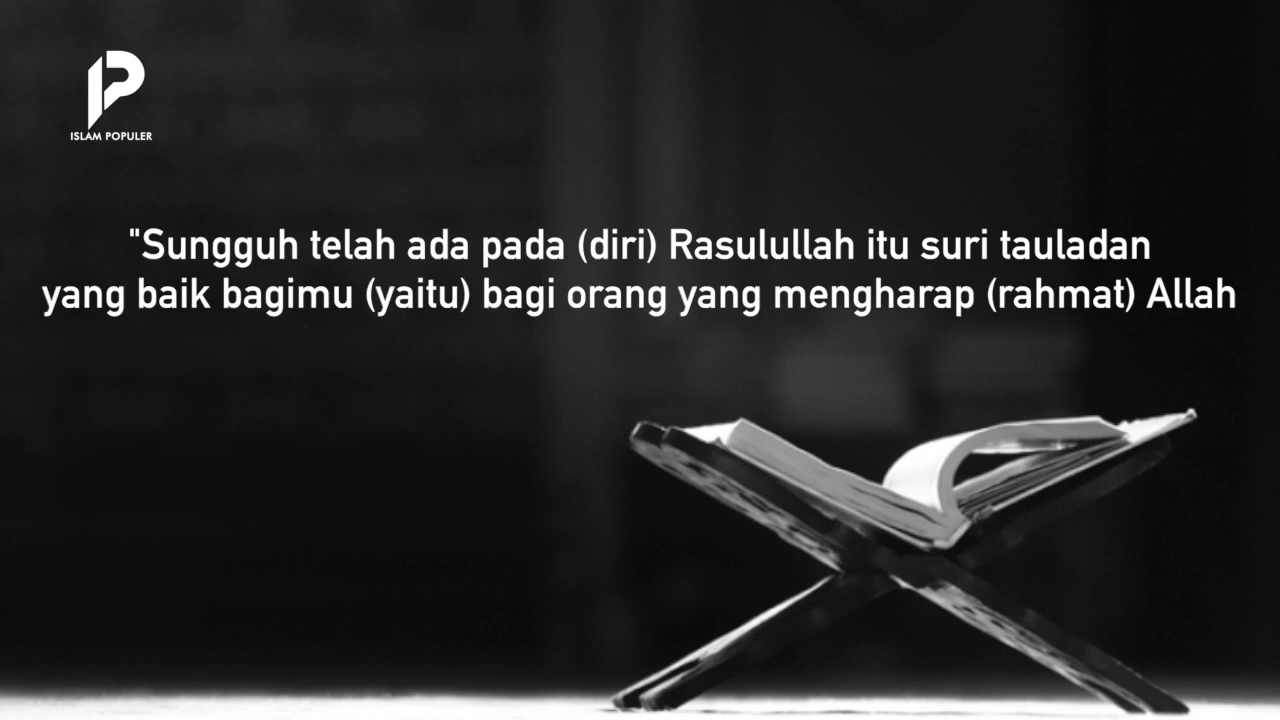 ISLAM POPULER
"Sungguh telah ada pada (diri) Rasulullah itu suri tauladan
yang baik bagimu (yaitu) bagi orang yang mengharap (rahmat) Allah